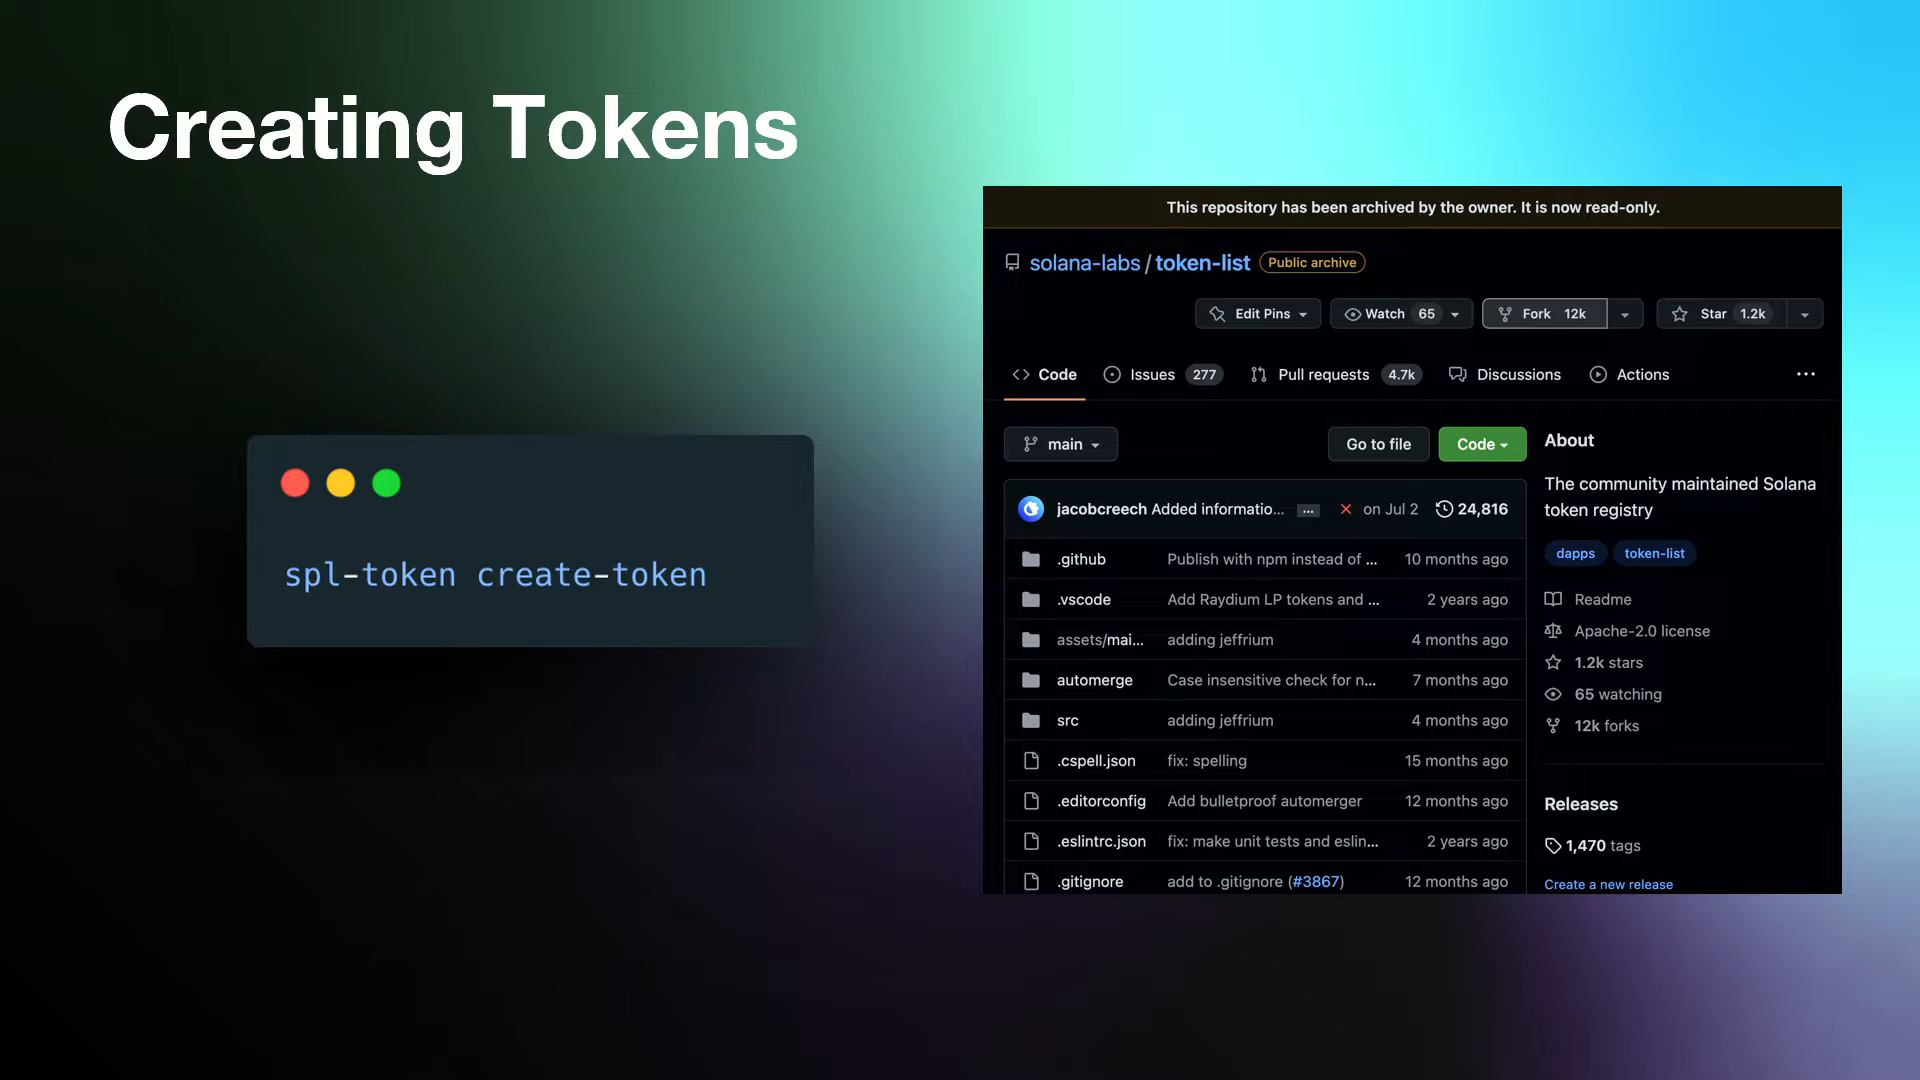 Creating Tokens
spl-token create-token
This repository has been archived by the owner. It is now read-only.
solana-labs / token-list Public archive
Edit Pins Watch 65 Fork 12k Star 1.2k
<> Code Issues 277 Pull requests 4.7k Discussions Actions ...
main Go to file Code
jacobcreech Added informatio... ... × on Jul 2 24,816
.github Publish with npm instead of ... 10 months ago
.vscode Add Raydium LP tokens and ... 2 years ago
assets/mai... adding jeffrium 4 months ago
automerge Case insensitive check for n... 7 months ago
src adding jeffrium 4 months ago
.cspell.json fix: spelling 15 months ago
.editorconfig Add bulletproof automerger 12 months ago
.eslintrc.json fix: make unit tests and eslin... 2 years ago
.gitignore add to .gitignore (#3867) 12 months ago
About
The community maintained Solana
token registry
dapps token-list
Readme
Apache-2.0 license
1.2k stars
65 watching
12k forks
Releases
1,470 tags
Create a new release